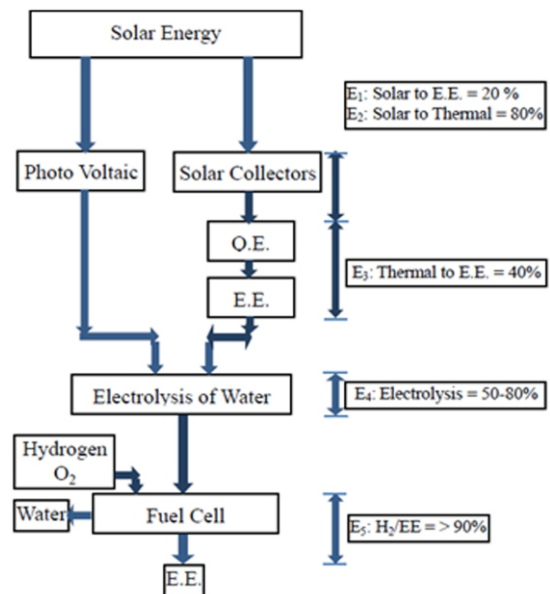 Solar Energy
E₁: Solar to E.E. = 20 %
E₂: Solar to Thermal = 80%
Photo Voltaic
Solar Collectors
Q.E.
E₃: Thermal to E.E. = 40%
E.E.
Electrolysis of Water
E₄: Electrolysis = 50-80%
Hydrogen
O₂
Water
Fuel Cell
E₅: H₂/EE = > 90%
E.E.